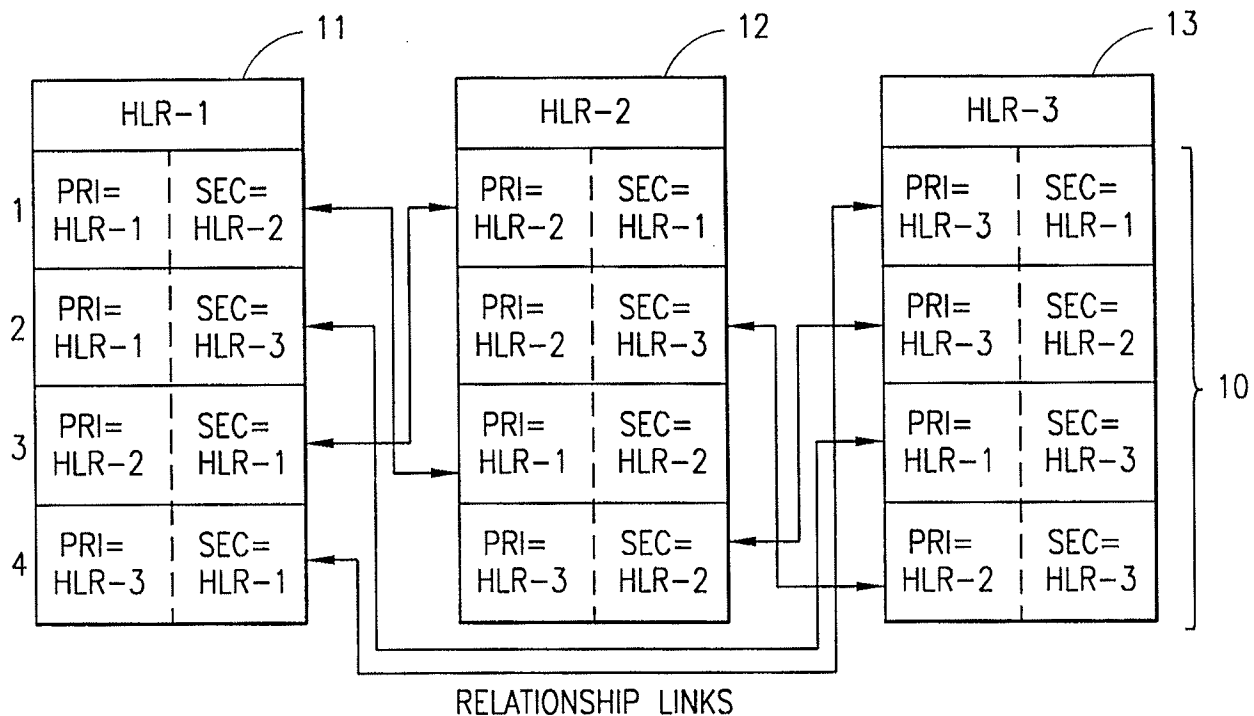 11
12
13
HLR-1
HLR-2
HLR-3
1
PRI=
HLR-1
SEC=
HLR-2
PRI=
HLR-2
SEC=
HLR-1
PRI=
HLR-3
SEC=
HLR-1
2
PRI=
HLR-1
SEC=
HLR-3
PRI=
HLR-2
SEC=
HLR-3
PRI=
HLR-3
SEC=
HLR-2
10
3
PRI=
HLR-2
SEC=
HLR-1
PRI=
HLR-1
SEC=
HLR-2
PRI=
HLR-1
SEC=
HLR-3
4
PRI=
HLR-3
SEC=
HLR-1
PRI=
HLR-3
SEC=
HLR-2
PRI=
HLR-2
SEC=
HLR-3
RELATIONSHIP LINKS